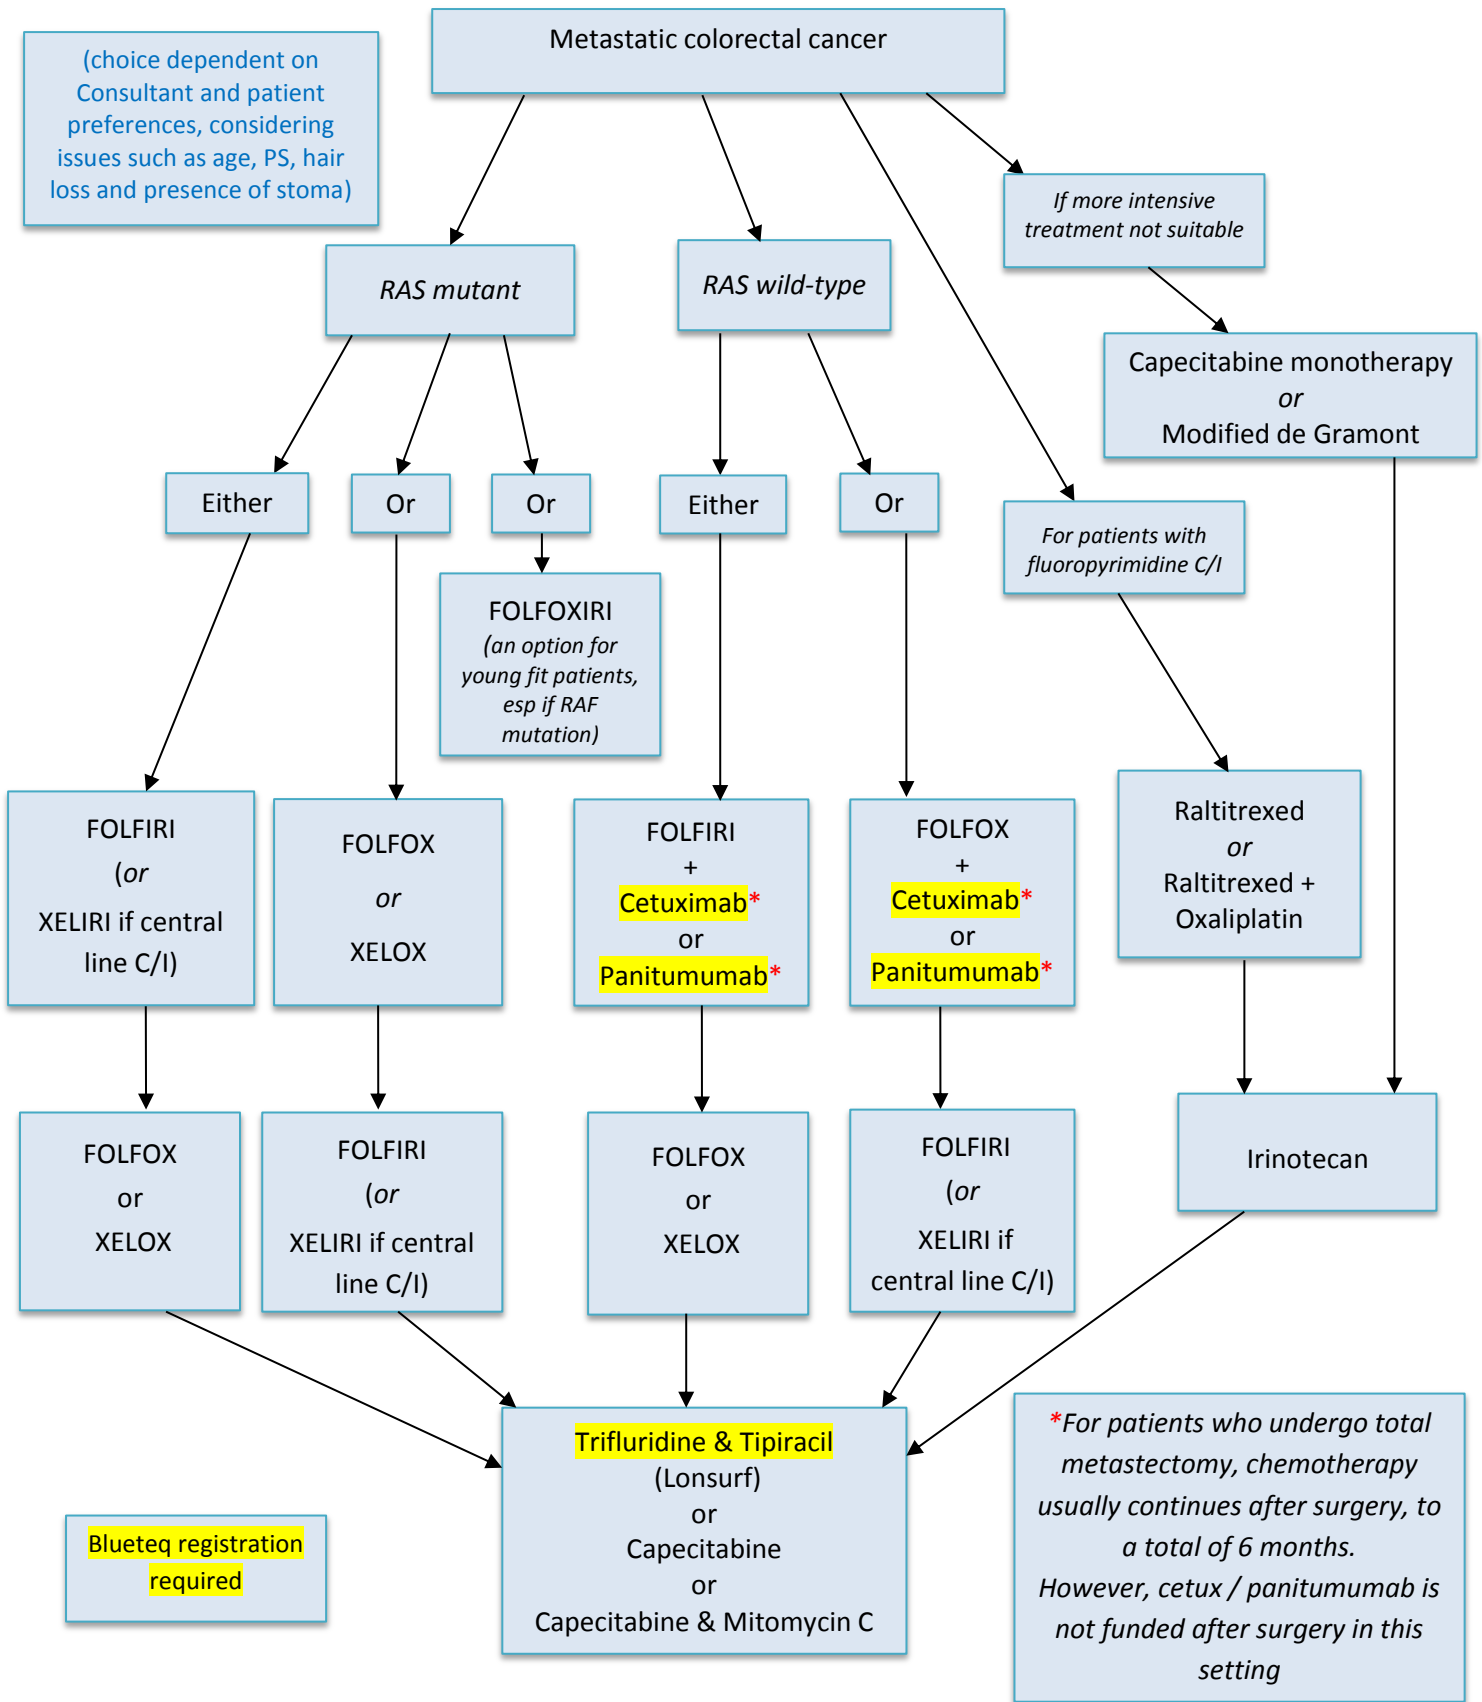 Metastatic colorectal cancer
(choice dependent on
Consultant and patient
preferences, considering
issues such as age, PS, hair
loss and presence of stoma)
If more intensive
treatment not suitable
RAS mutant
RAS wild-type
Capecitabine monotherapy
or
Modified de Gramont
Either
Or
Or
Either
Or
For patients with
fluoropyrimidine C/I
FOLFOXIRI
(an option for
young fit patients,
esp if RAF
mutation)
FOLFIRI
(or
XELIRI if central
line C/I)
FOLFOX
or
XELOX
FOLFIRI
+
Cetuximab*
or
Panitumumab*
FOLFOX
+
Cetuximab*
or
Panitumumab*
Raltitrexed
or
Raltitrexed +
Oxaliplatin
FOLFOX
or
XELOX
FOLFIRI
(or
XELIRI if central
line C/I)
FOLFOX
or
XELOX
FOLFIRI
(or
XELIRI if
central line C/I)
Irinotecan
Trifluridine & Tipiracil
(Lonsurf)
or
Capecitabine
or
Capecitabine & Mitomycin C
*For patients who undergo total
metastectomy, chemotherapy
usually continues after surgery, to
a total of 6 months.
However, cetux / panitumumab is
not funded after surgery in this
setting
Blueteq registration
required